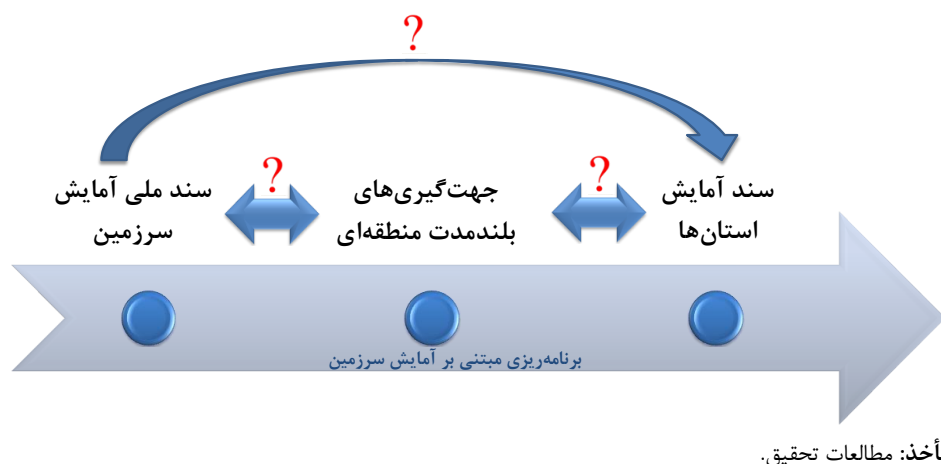 ?
سند آمایش
استان‌ها
?
جهت‌گیری‌های
بلندمدت منطقه‌ای
?
سند ملی آمایش
سرزمین
برنامه‌ریزی مبتنی بر آمایش سرزمین
أخذ: مطالعات تحقیق.